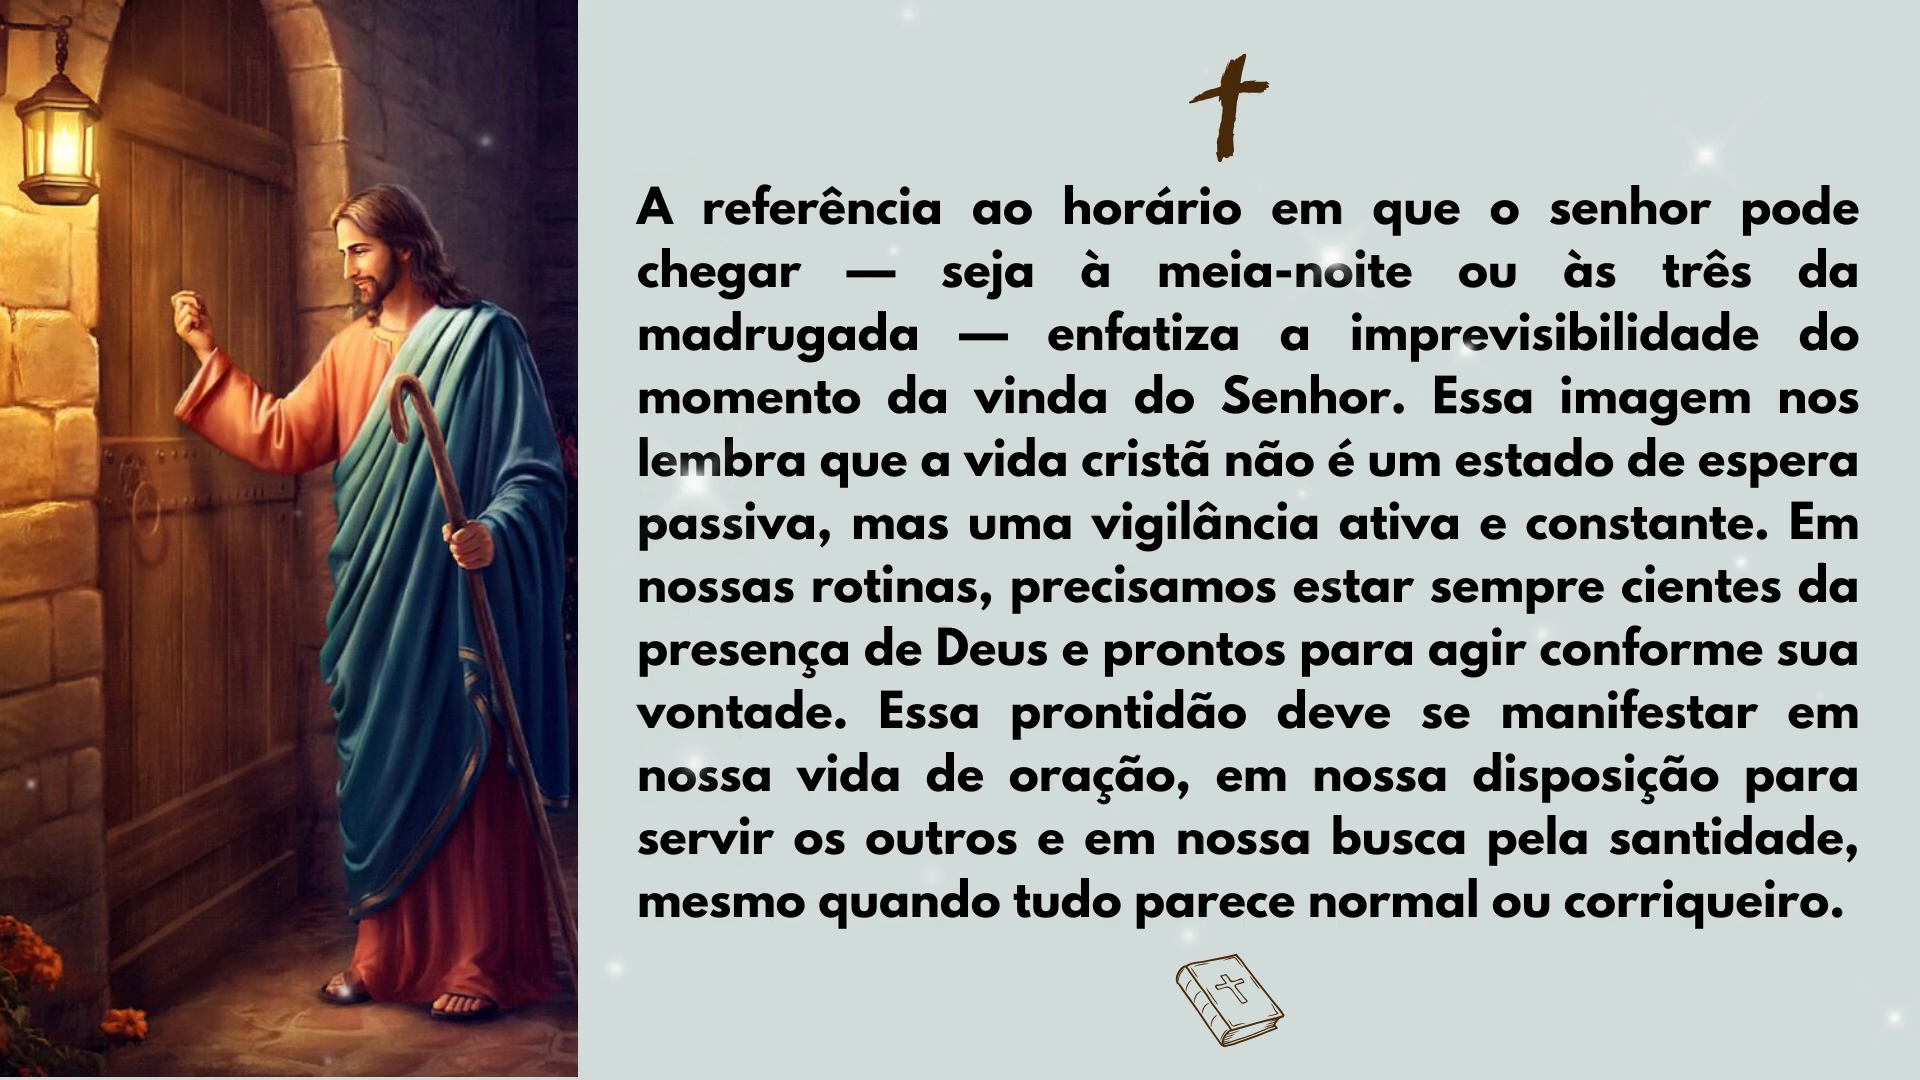 A referência ao horário em que o senhor pode
chegar — seja à meia-noite ou às três da
madrugada — enfatiza a imprevisibilidade do
momento da vinda do Senhor. Essa imagem nos
lembra que a vida cristã não é um estado de espera
passiva, mas uma vigilância ativa e constante. Em
nossas rotinas, precisamos estar sempre cientes da
presença de Deus e prontos para agir conforme sua
vontade. Essa prontidão deve se manifestar em
nossa vida de oração, em nossa disposição para
servir os outros e em nossa busca pela santidade,
mesmo quando tudo parece normal ou corriqueiro.